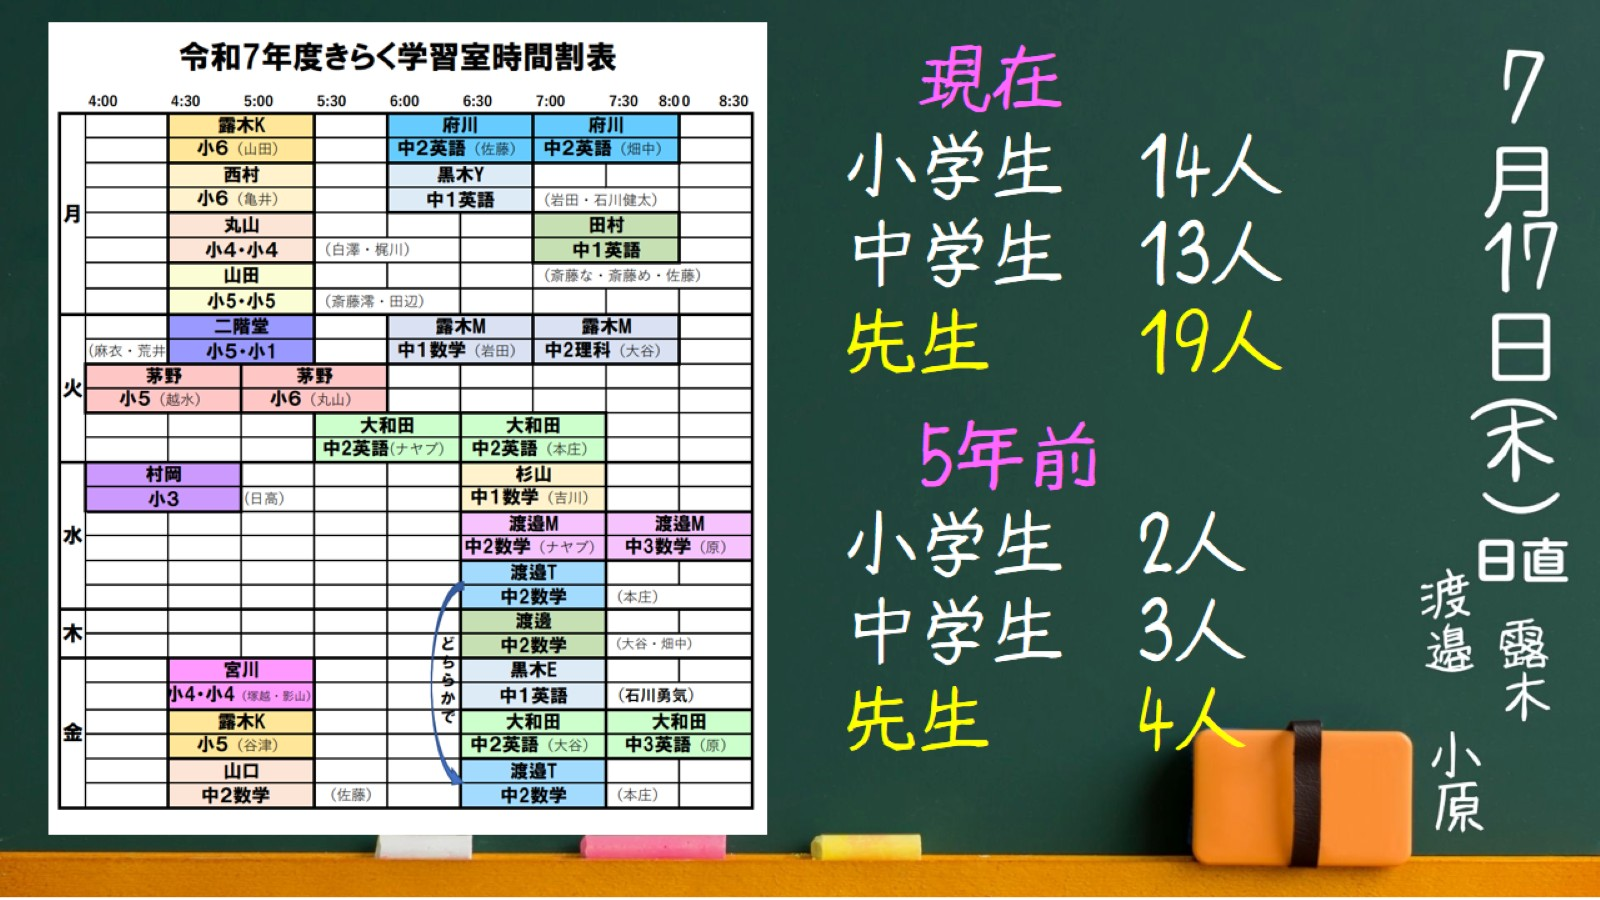 令和7年度きらく学習室時間割表
4:00 4:30 5:00 5:30 6:00 6:30 7:00 7:30 8:00 8:30
月
露木K 府川 府川
小6（山田） 中2英語（佐藤） 中2英語（畑中）
西村 黒木Y
小6（亀井） 中1英語 （岩田・石川健太）
丸山 田村
小4・小4 （白澤・梶川） 中1英語
山田 （斎藤な・斎藤め・佐藤）
小5・小5 （斎藤澪・田辺）
火
二階堂 露木M 露木M
（麻衣・荒井 小5・小1 中1数学（岩田） 中2理科（大谷）
茅野 茅野
小5（越水） 小6（丸山）
大和田 大和田
中2英語（ナヤブ） 中2英語（本庄）
水
村岡 杉山
小3 （日高） 中1数学（吉川）
渡邉M 渡邉M
中2数学（ナヤブ） 中3数学（原）
渡邉T
中2数学 （本庄）
木
渡邉
中2数学 （大谷・畑中）
どちらかで
金
宮川 黒木E
小4・小4（塚越・影山） 中1英語 （石川勇気）
露木K 大和田 大和田
小5（谷津） 中2英語（大谷） 中3英語（原）
山口 渡邉T
中2数学 （佐藤） 中2数学 （本庄）
現在
小学生 14人
中学生 13人
先生 19人
5年前
小学生 2人
中学生 3人
先生 4人
7月17日(木)
日直
露木
渡邉
小原